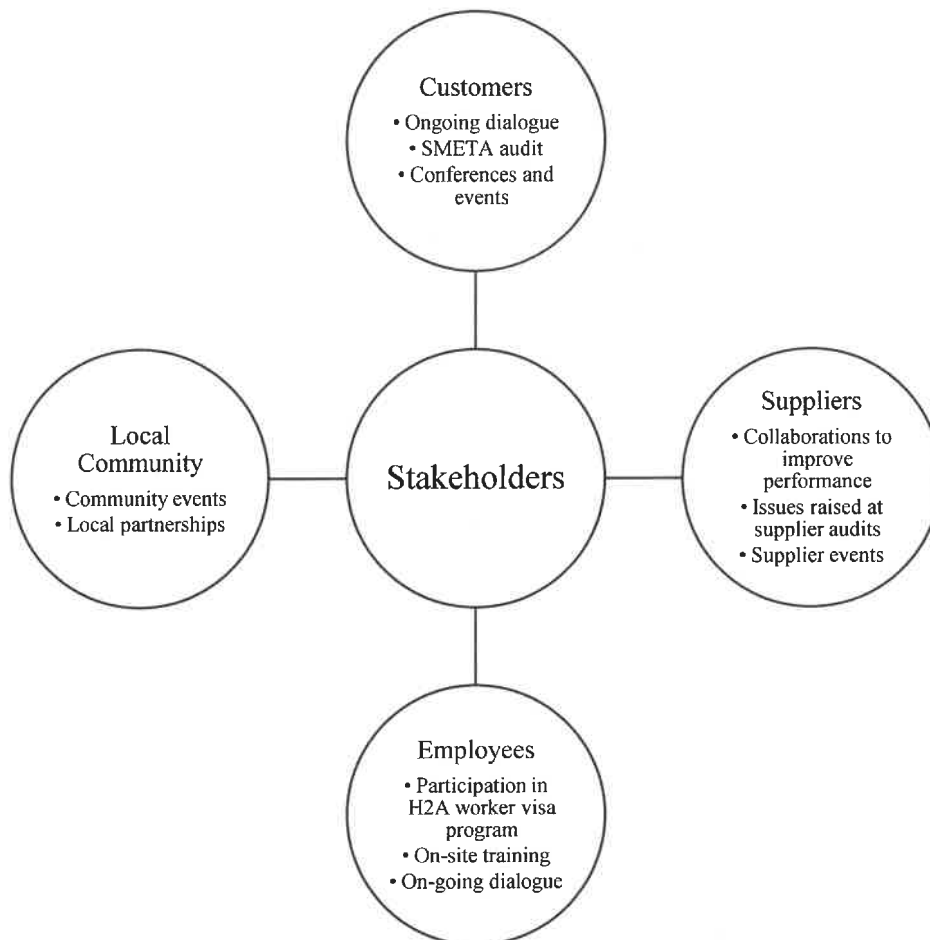 Customers
• Ongoing dialogue
• SMETA audit
• Conferences and
events
Local
Community
• Community events
• Local partnerships
Stakeholders
Suppliers
• Collaborations to
improve
performance
• Issues raised at
supplier audits
• Supplier events
Employees
• Participation in
H2A worker visa
program
• On-site training
• On-going dialogue